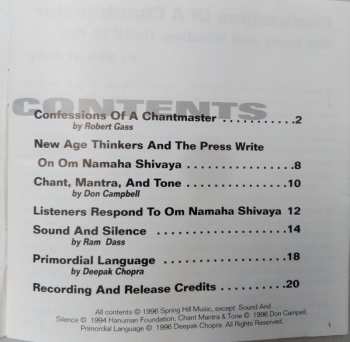 CONTENTS
Confessions Of A Chantmaster . . . . . . . . . . .2
by Robert Gass
New Age Thinkers And The Press Write
On Om Namaha Shivaya . . . . . . . . . . . . . . .8
Chant, Mantra, And Tone . . . . . . . . . . . . . .10
by Don Campbell
Listeners Respond To Om Namaha Shivaya 12
Sound And Silence . . . . . . . . . . . . . . . . . .14
by Ram Dass
Primordial Language . . . . . . . . . . . . . . . .18
by Deepak Chopra
Recording And Release Credits . . . . . . . . .20
All contents © 1996 Spring Hill Music, except Sound And
Silence © 1994 Hanuman Foundation; Chant Mantra & Tone © 1996 Don Campel;
Primordial Language © 1996 Deepak Chopra. All Rights Reserved.
1